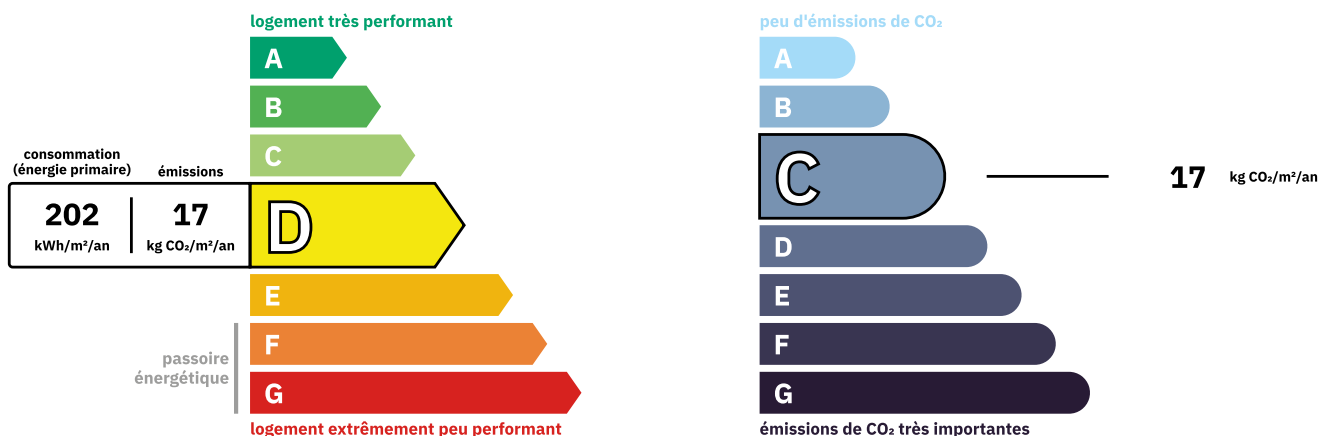 logement très performant
A
B
C
consommation
(énergie primaire)
émissions
202
kWh/m²/an
17
kg CO₂/m²/an
D
E
F
G
passoire
énergétique
logement extrêmement peu performant
peu d'émissions de CO₂
A
B
C
17 kg CO₂/m²/an
D
E
F
G
émissions de CO₂ très importantes